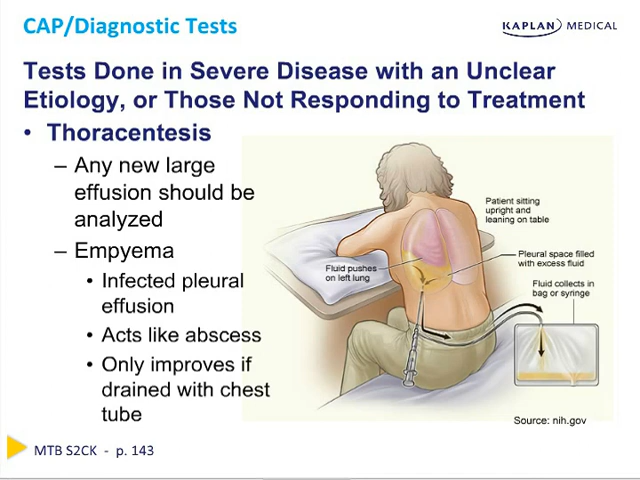 CAP/Diagnostic Tests
KAPLAN MEDICAL
Tests Done in Severe Disease with an Unclear
Etiology, or Those Not Responding to Treatment
• Thoracentesis
– Any new large
effusion should be
analyzed
– Empyema
• Infected pleural
effusion
• Acts like abscess
• Only improves if
drained with chest
tube
Patient sitting
upright and
leaning on table
Pleural space filled
with excess fluid
Fluid pushes
on left lung
Fluid collects in
bag or syringe
Source: nih.gov
MTB S2CK - p. 143